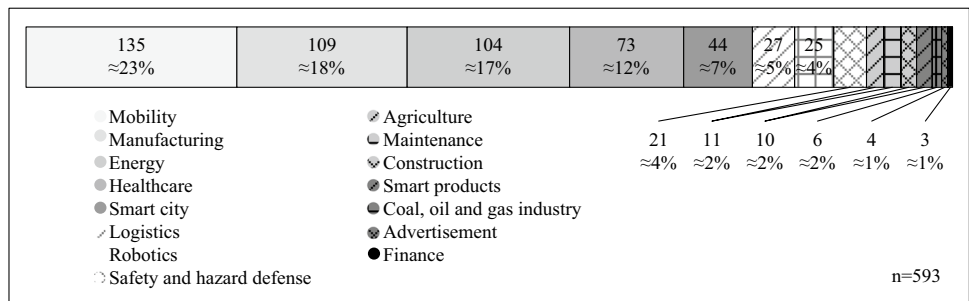 135 109 104 73 44 27 25
≈23% ≈18% ≈17% ≈12% ≈7% ≈5% ≈4%
21 11 10 6 4 3
≈4% ≈2% ≈2% ≈2% ≈1% ≈1%
Mobility
Manufacturing
Energy
Healthcare
Smart city
Logistics
Robotics
Safety and hazard defense
Agriculture
Maintenance
Construction
Smart products
Coal, oil and gas industry
Advertisement
Finance
n=593